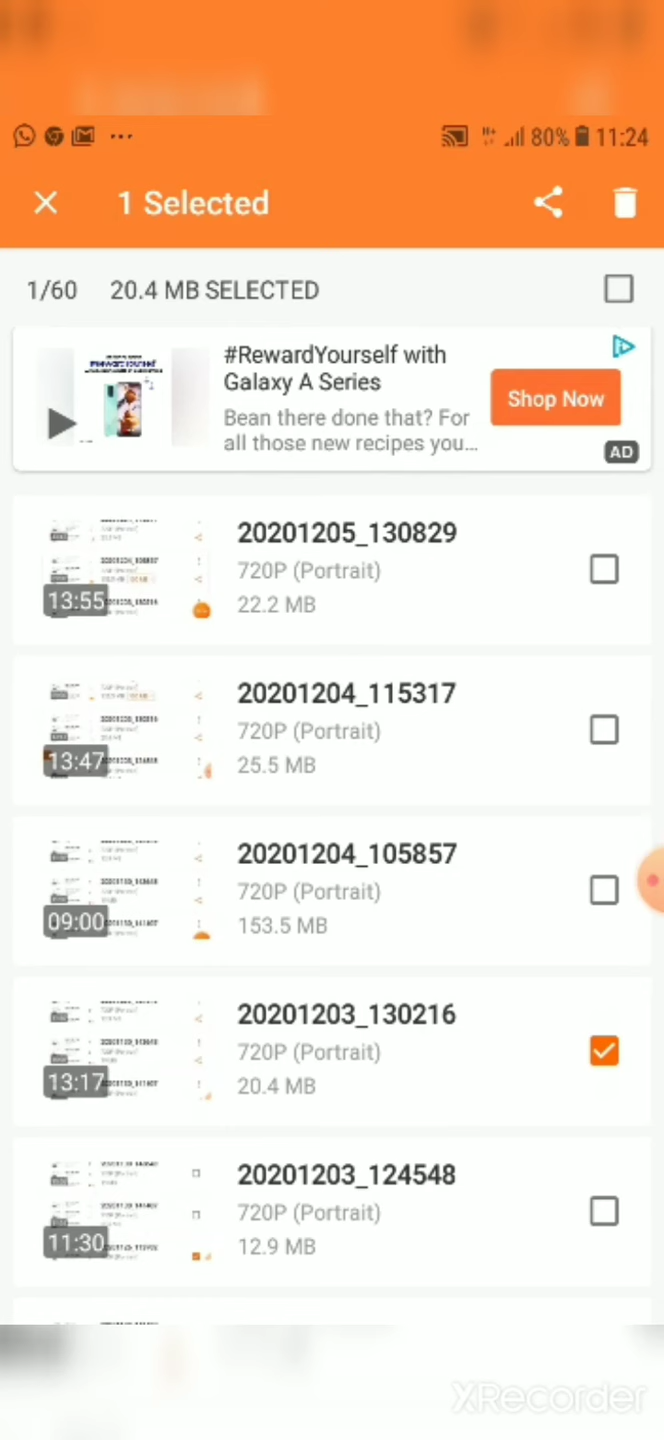 80% 11:24
1 Selected
1/60 20.4 MB SELECTED
#RewardYourself with
Galaxy A Series
Bean there done that? For
all those new recipes you...
Shop Now
AD
20201205_130829
720P (Portrait)
22.2 MB
13:55
20201204_115317
720P (Portrait)
25.5 MB
13:47
20201204_105857
720P (Portrait)
153.5 MB
09:00
20201203_130216
720P (Portrait)
20.4 MB
13:17
20201203_124548
720P (Portrait)
12.9 MB
11:30
XRecorder